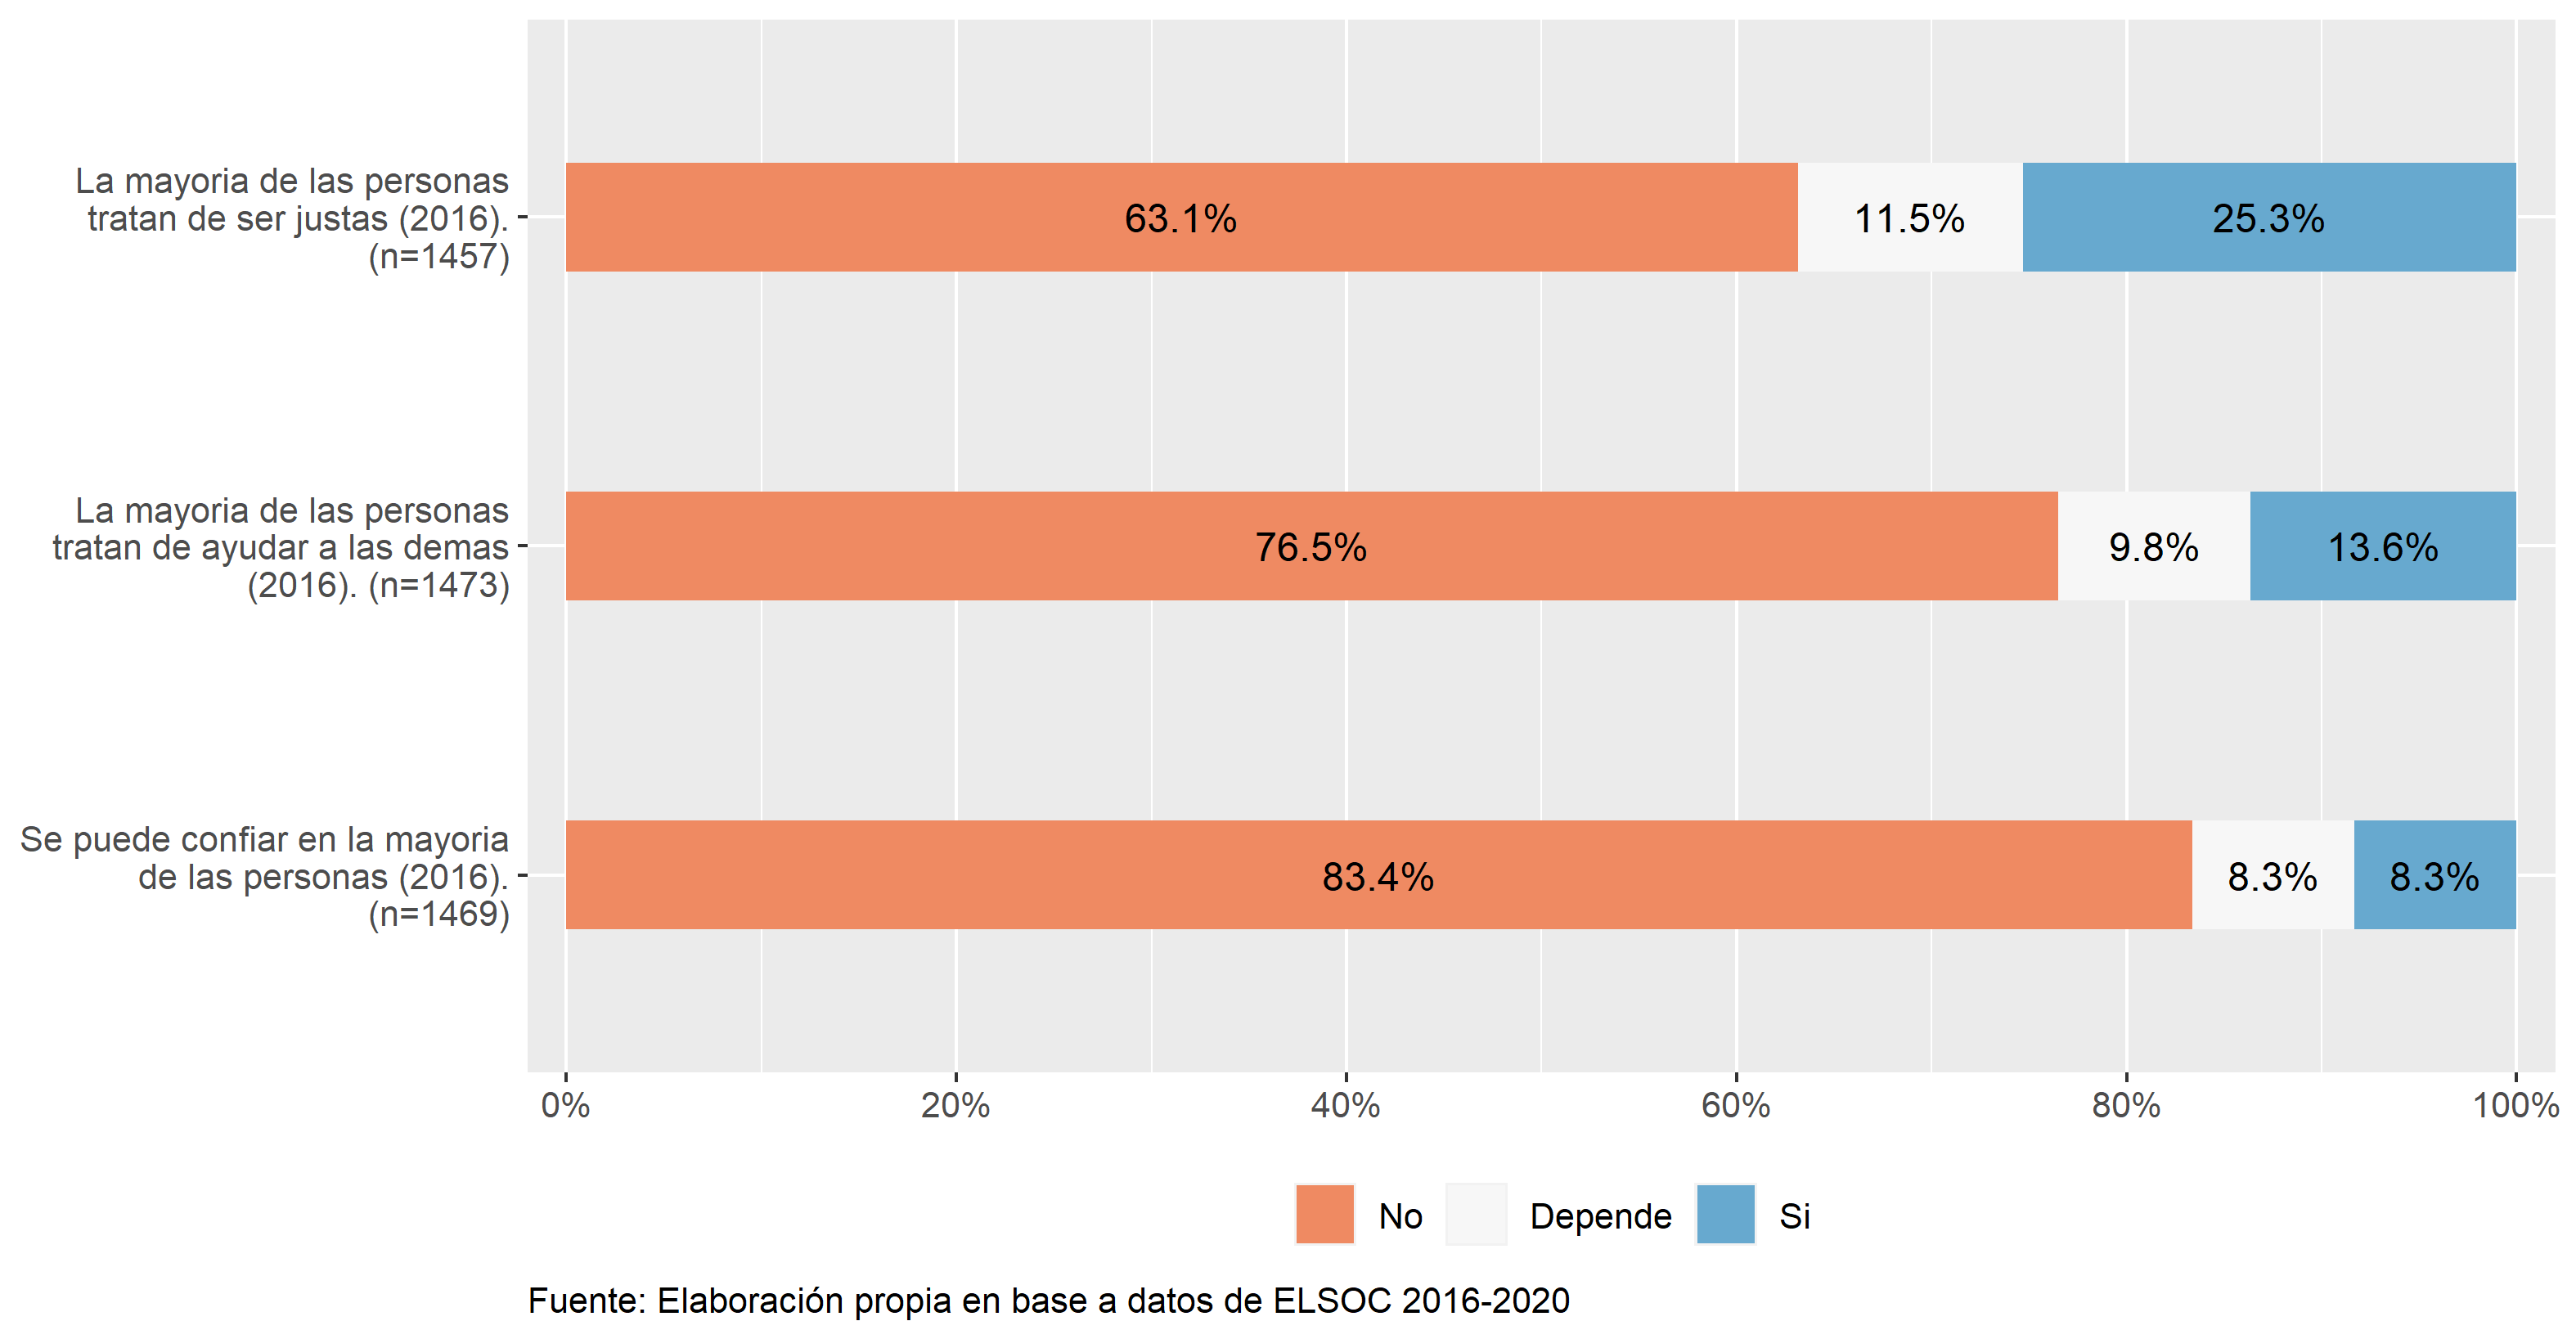 La mayoria de las personas
tratan de ser justas (2016).
(n=1457)
63.1%
11.5%
25.3%
La mayoria de las personas
tratan de ayudar a las demas
(2016). (n=1473)
76.5%
9.8%
13.6%
Se puede confiar en la mayoria
de las personas (2016).
(n=1469)
83.4%
8.3%
8.3%
0%
20%
40%
60%
80%
100%
No
Depende
Si
Fuente: Elaboración propia en base a datos de ELSOC 2016-2020